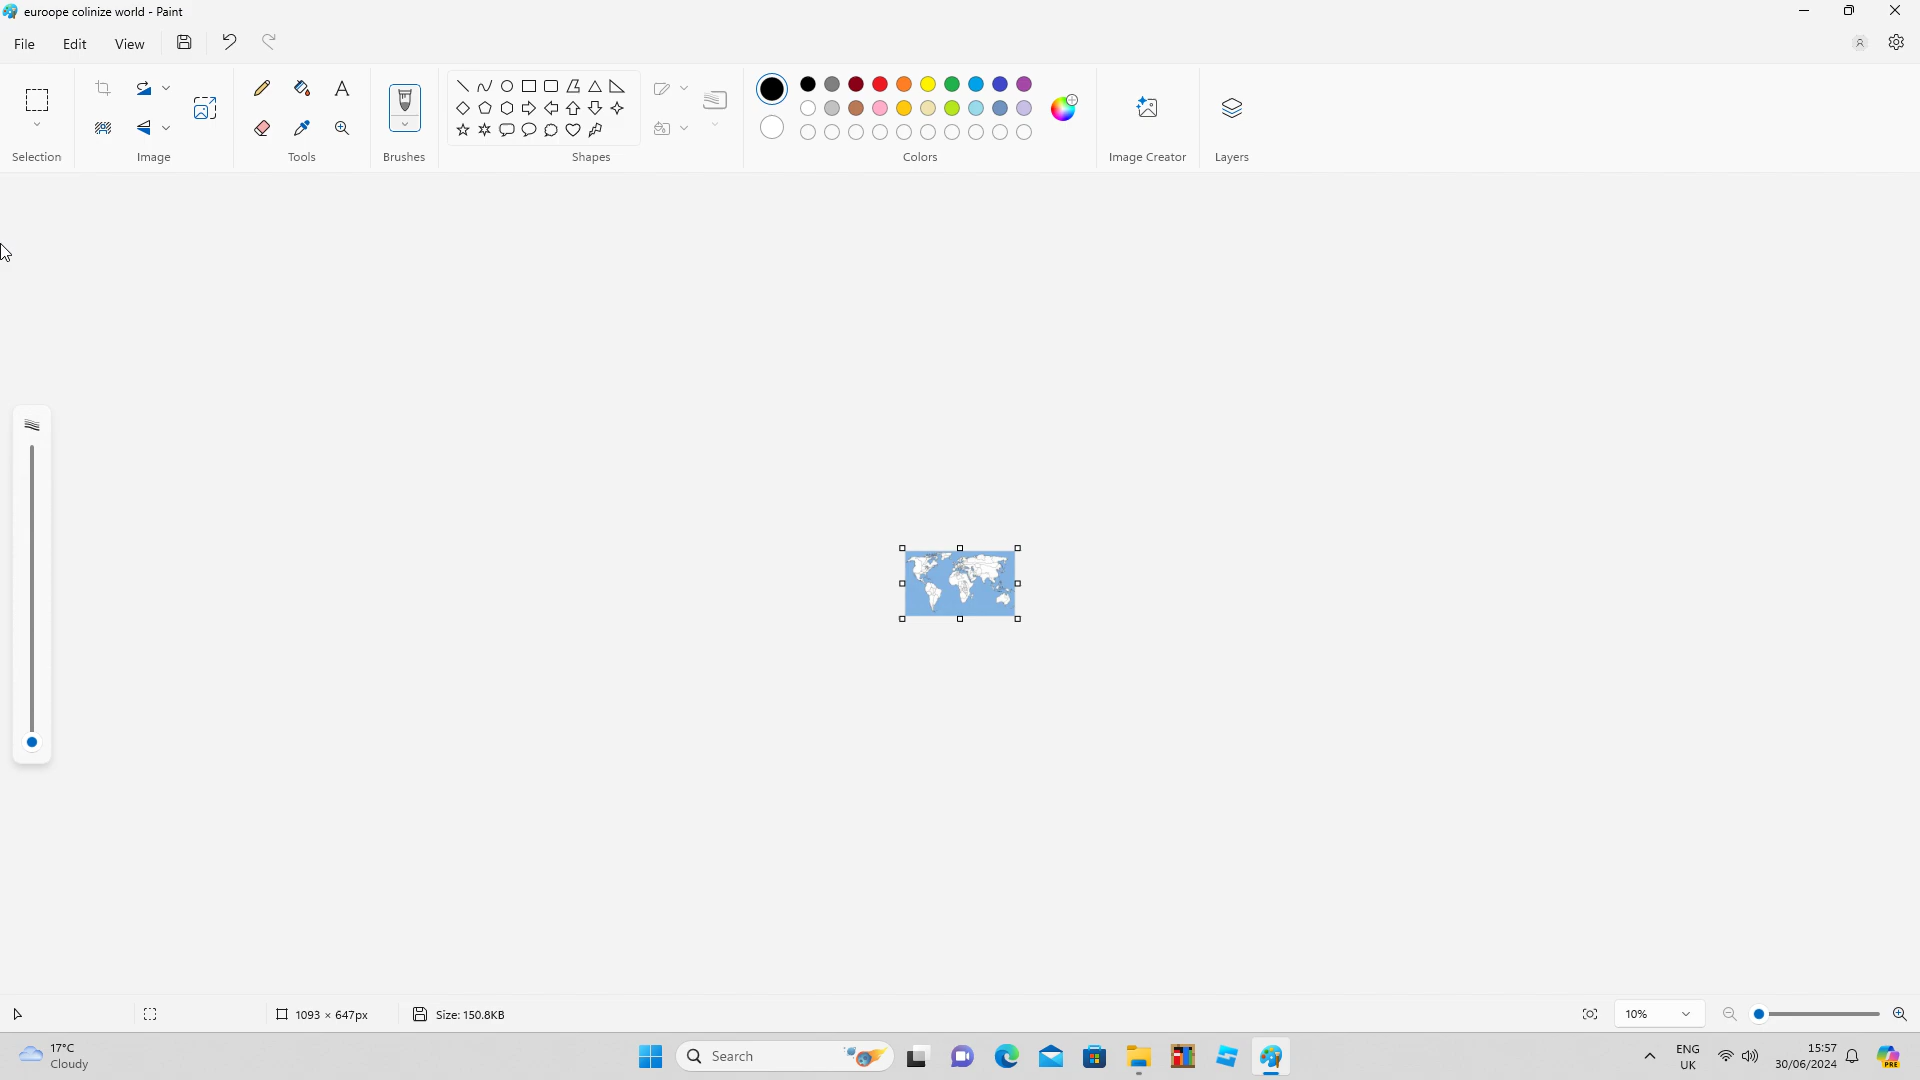 euroope colinize world - Paint
File Edit View
Selection Image Tools Brushes Shapes Colors Image Creator Layers
1093 × 647px Size: 150.8KB 10%
17°C
Cloudy
Search
ENG
UK
15:57
30/06/2024
PRE